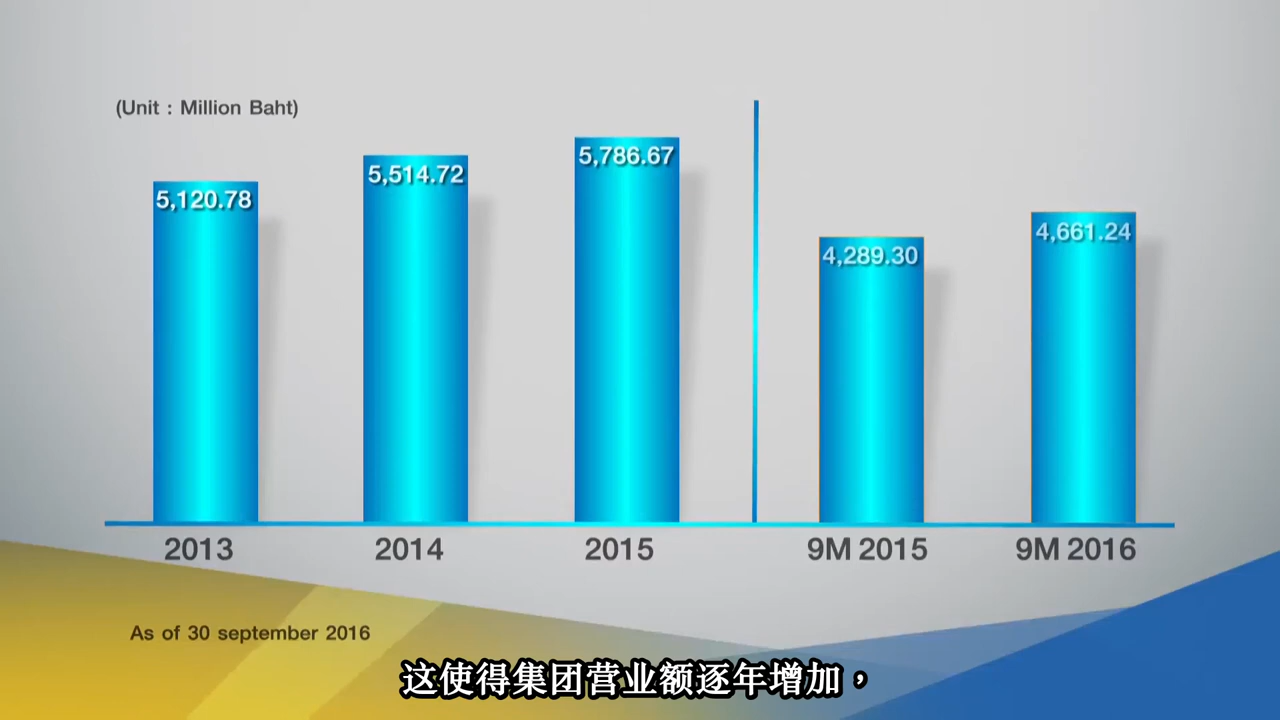 (Unit : Million Baht)
5,120.78
5,514.72
5,786.67
4,289.30
4,661.24
2013
2014
2015
9M 2015
9M 2016
As of 30 september 2016
这使得集团营业额逐年增加，